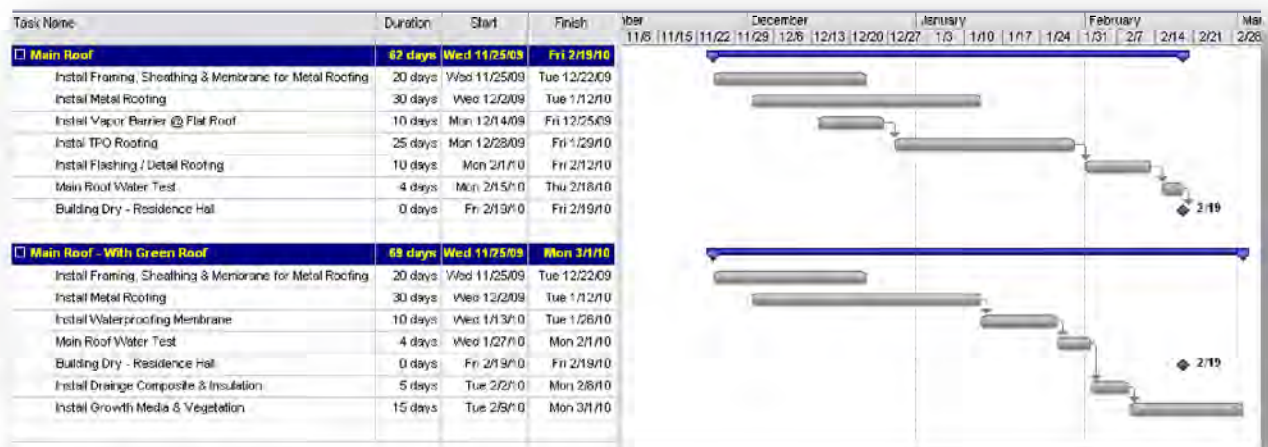 Task Name Duration Start Finish ber December January February Mar
11/8 11/15 11/22 11/29 12/6 12/13 12/20 12/27 1/3 1/10 1/17 1/24 1/31 2/7 2/14 2/21 2/28
Main Roof 62 days Wed 11/25/09 Fri 2/19/10
Install Framing, Sheathing & Membrane for Metal Roofing 20 days Wed 11/25/09 Tue 12/22/09
Install Metal Roofing 30 days Wed 12/2/09 Tue 1/12/10
Install Vapor Barrier @ Flat Roof 10 days Mon 12/14/09 Fri 12/25/09
Install TPO Roofing 25 days Mon 12/28/09 Fri 1/29/10
Install Flashing / Detail Roofing 10 days Mon 2/1/10 Fri 2/12/10
Main Roof Water Test 4 days Mon 2/15/10 Thu 2/18/10
Building Dry - Residence Hall 0 days Fri 2/19/10 Fri 2/19/10 2/19
Main Roof - With Green Roof 69 days Wed 11/25/09 Mon 3/1/10
Install Framing, Sheathing & Membrane for Metal Roofing 20 days Wed 11/25/09 Tue 12/22/09
Install Metal Roofing 30 days Wed 12/2/09 Tue 1/12/10
Install Waterproofing Membrane 10 days Wed 1/13/10 Tue 1/26/10
Main Roof Water Test 4 days Wed 1/27/10 Mon 2/1/10
Building Dry - Residence Hall 0 days Fri 2/19/10 Fri 2/19/10 2/19
Install Drainge Composite & Insulation 5 days Tue 2/2/10 Mon 2/8/10
Install Growth Media & Vegetation 15 days Tue 2/9/10 Mon 3/1/10